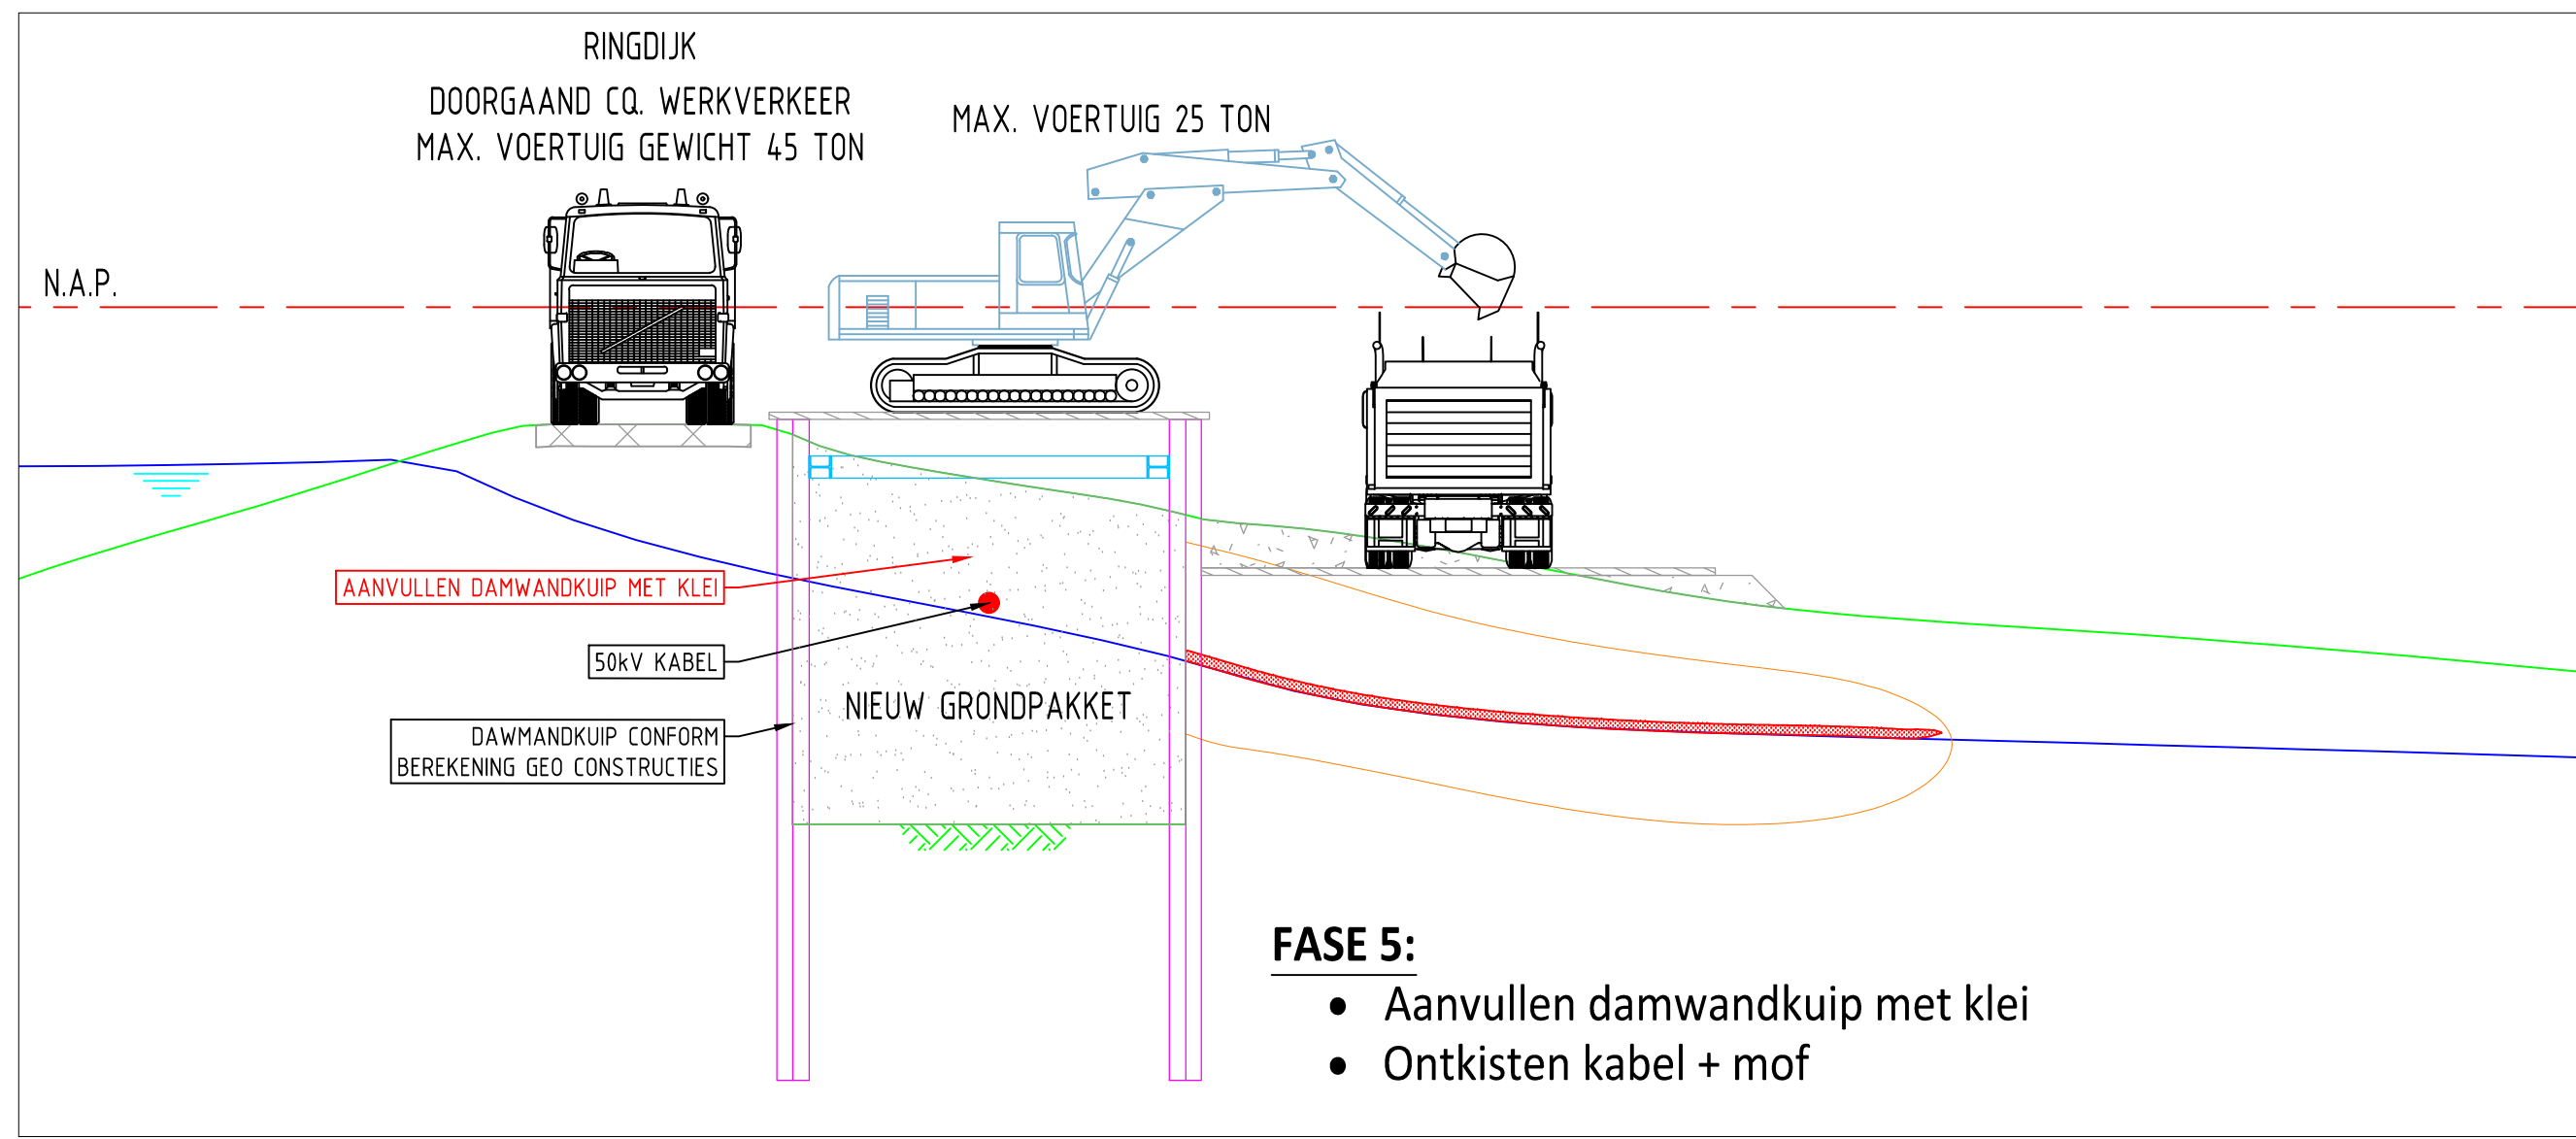 RINGDIJK
DOORGAAND CQ. WERKVERKEER
MAX. VOERTUIG GEWICHT 45 TON
MAX. VOERTUIG 25 TON
N.A.P.
AANVULLEN DAMWANDKUIP MET KLEI
50kV KABEL
NIEUW GRONDPAKKET
DAWMANDKUIP CONFORM
BEREKENING GEO CONSTRUCTIES
FASE 5:
• Aanvullen damwandkuip met klei
• Ontkisten kabel + mof